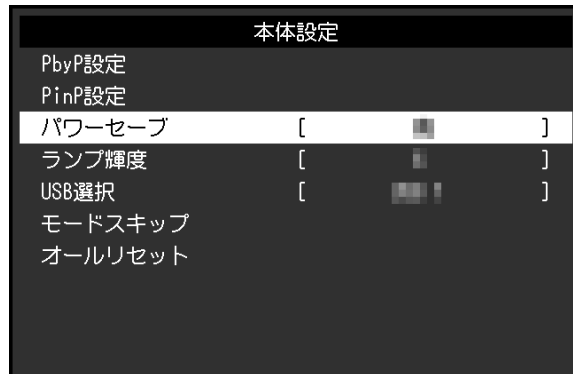 本体設定
PbyP設定
PinP設定
パワーセーブ [ ]
ランプ輝度 [ ]
USB選択 [ ]
モードスキップ
オールリセット